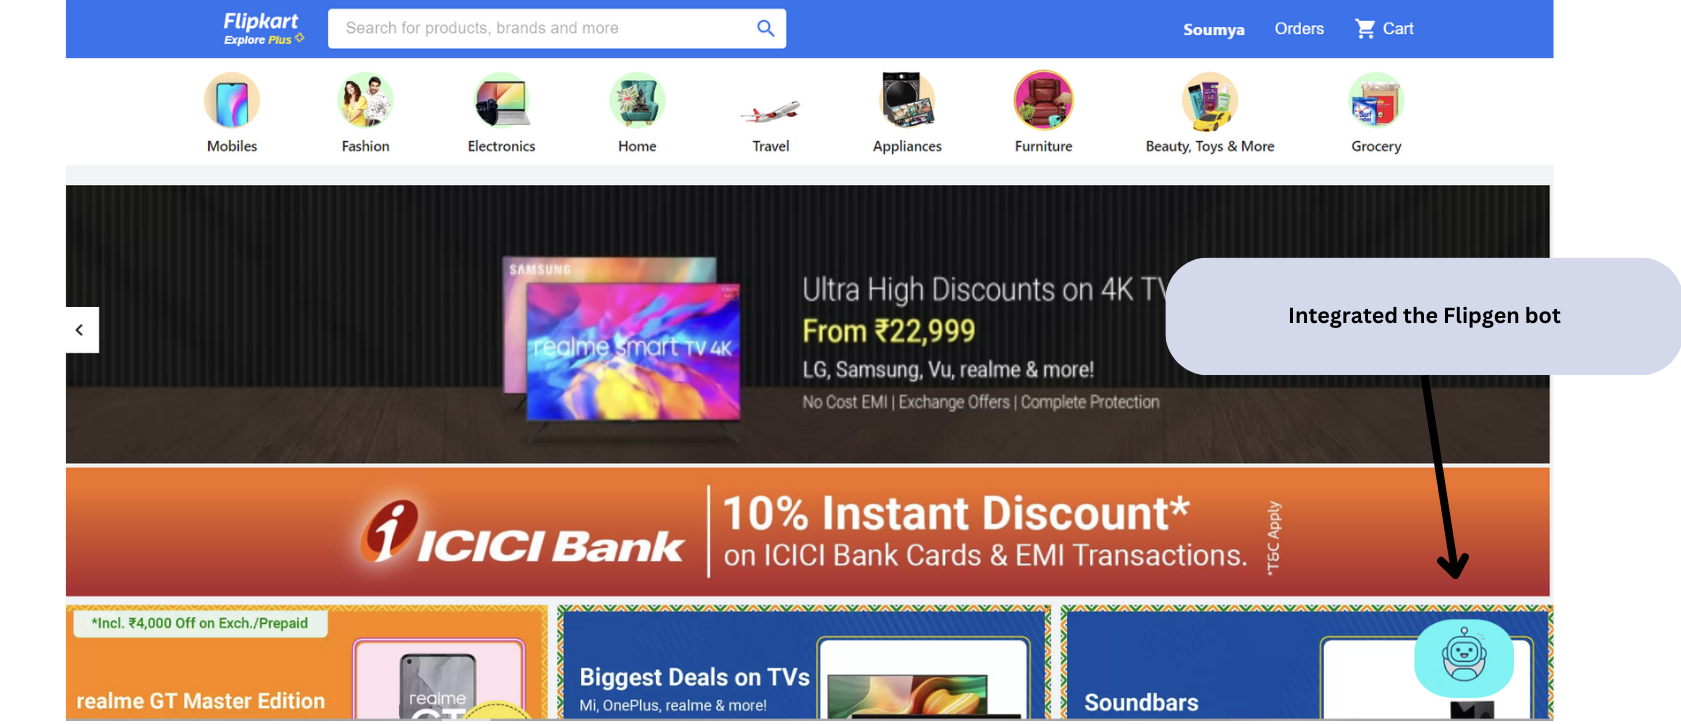 Flipkart
Explore Plus
Search for products, brands and more
Soumya
Orders
Cart
Mobiles
Fashion
Electronics
Home
Travel
Appliances
Furniture
Beauty, Toys & More
Grocery
SAMSUNG
realme smart TV 4K
Ultra High Discounts on 4K TV
From ₹22,999
LG, Samsung, Vu, realme & more!
No Cost EMI | Exchange Offers | Complete Protection
Integrated the Flipgen bot
i ICICI Bank
10% Instant Discount*
on ICICI Bank Cards & EMI Transactions.
*T&C Apply
*Incl. ₹4,000 Off on Exch./Prepaid
realme GT Master Edition
realme
GT
Biggest Deals on TVs
Mi, OnePlus, realme & more!
Soundbars